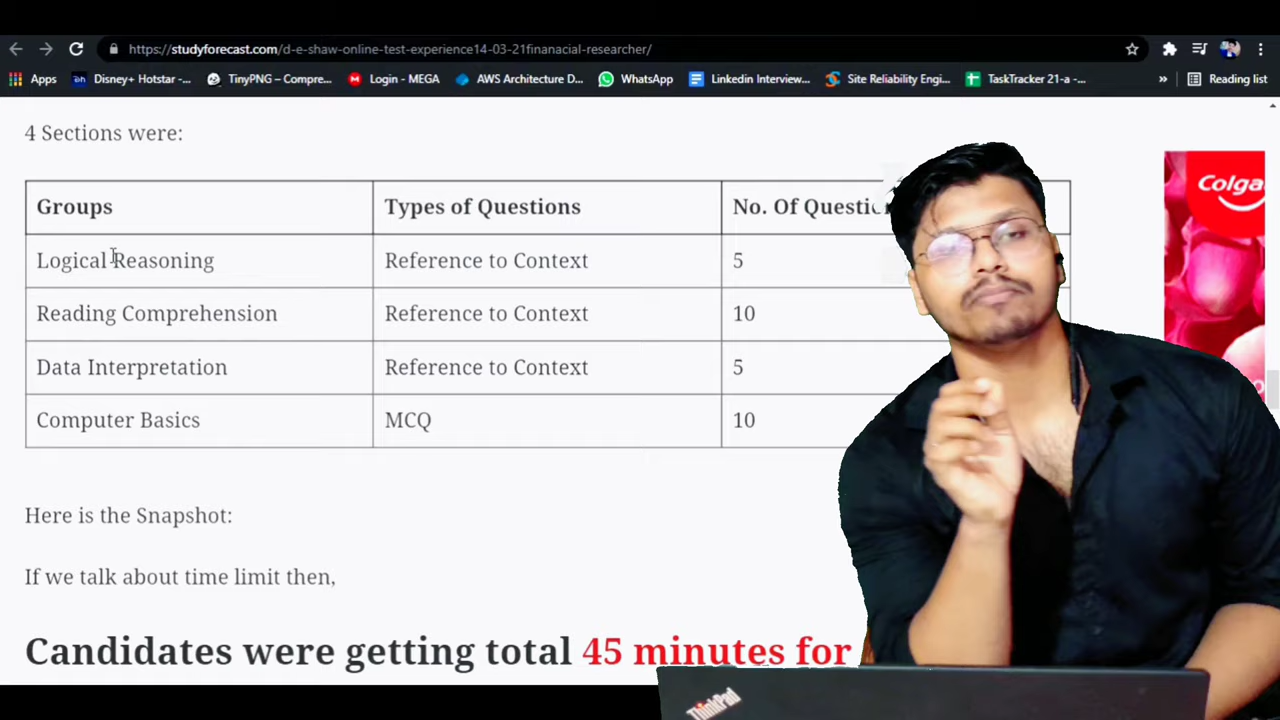 https://studyforecast.com/d-e-shaw-online-test-experience14-03-21finanacial-researcher/
Apps Disney+ Hotstar -... TinyPNG – Compre... Login - MEGA AWS Architecture D... WhatsApp Linkedin Interview... Site Reliability Engi... TaskTracker 21-a -... » Reading list
4 Sections were:
Groups Types of Questions No. Of
Logical Reasoning Reference to Context 5
Reading Comprehension Reference to Context 10
Data Interpretation Reference to Context 5
Computer Basics MCQ 10
Here is the Snapshot:
If we talk about time limit then,
Candidates were getting total 45 minutes for
ThinkPad